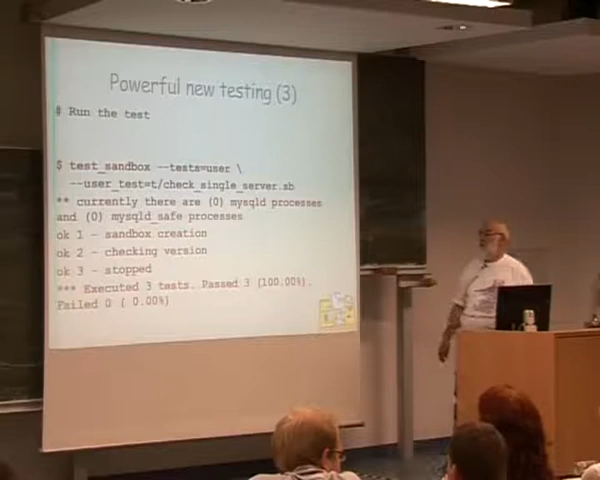 Powerful new testing (3)
# Run the test
$ test_sandbox --tests=user \
--user_test=t/check_single_server.sb
** currently there are (0) mysqld processes
and (0) mysqld_safe processes
ok 1 - sandbox creation
ok 2 - checking version
ok 3 - stopped
*** Executed 3 tests. Passed 3 (100.00%).
Failed 0 ( 0.00%)